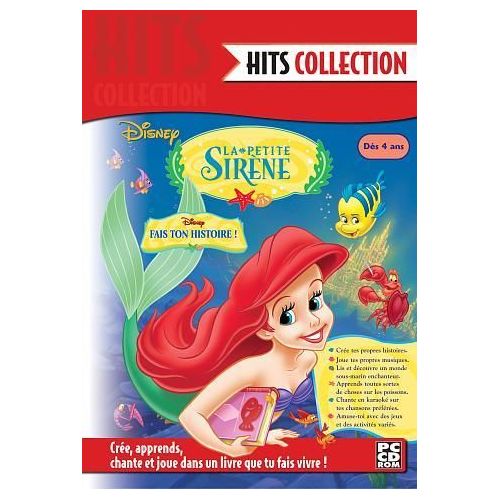 HITS
COLLECTION
HITS COLLECTION
Disney
LA PETITE
SIRÈNE
Dès 4 ans
Disney
FAIS TON HISTOIRE !
Crée tes propres histoires.
Joue tes propres musiques.
Lis et découvre un monde
sous-marin enchanteur.
Apprends toutes sortes
de choses sur les poissons.
Chante en karaoké sur
tes chansons préférées.
Amuse-toi avec des jeux
et des activités variés.
Crée, apprends,
chante et joue dans un livre que tu fais vivre !
PC
CD
ROM